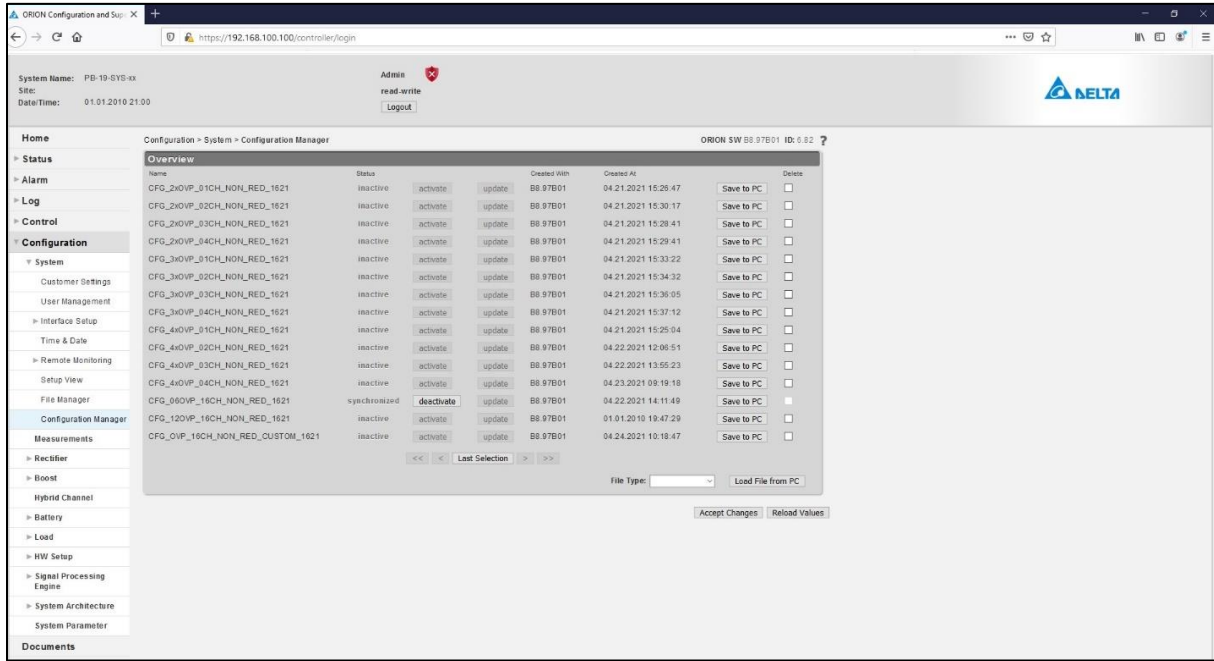 ORION Configuration and Sup
https://192.168.100.100/controller/login
System Name: PB-19-SYS-xx
Site:
Date/Time: 01.01.2010 21:00
Admin
read-write
Logout
DELTA
Home
Status
Alarm
Log
Control
Configuration
System
Customer Settings
User Management
Interface Setup
Time & Date
Remote Monitoring
Setup View
File Manager
Configuration Manager
Measurements
Rectifier
Boost
Hybrid Channel
Battery
Load
HW Setup
Signal Processing
Engine
System Architecture
System Parameter
Documents
Configuration > System > Configuration Manager ORION SW B8.97B01 ID: 6.82 ?
Overview
Name Status Created With Created At Delete
CFG_2xOVP_01CH_NON_RED_1621 inactive activate update B8.97B01 04.21.2021 15:26:47 Save to PC
CFG_2xOVP_02CH_NON_RED_1621 inactive activate update B8.97B01 04.21.2021 15:30:17 Save to PC
CFG_2xOVP_03CH_NON_RED_1621 inactive activate update B8.97B01 04.21.2021 15:28:41 Save to PC
CFG_2xOVP_04CH_NON_RED_1621 inactive activate update B8.97B01 04.21.2021 15:29:41 Save to PC
CFG_3xOVP_01CH_NON_RED_1621 inactive activate update B8.97B01 04.21.2021 15:33:22 Save to PC
CFG_3xOVP_02CH_NON_RED_1621 inactive activate update B8.97B01 04.21.2021 15:34:32 Save to PC
CFG_3xOVP_03CH_NON_RED_1621 inactive activate update B8.97B01 04.21.2021 15:36:05 Save to PC
CFG_3xOVP_04CH_NON_RED_1621 inactive activate update B8.97B01 04.21.2021 15:37:12 Save to PC
CFG_4xOVP_01CH_NON_RED_1621 inactive activate update B8.97B01 04.21.2021 15:25:04 Save to PC
CFG_4xOVP_02CH_NON_RED_1621 inactive activate update B8.97B01 04.22.2021 12:06:51 Save to PC
CFG_4xOVP_03CH_NON_RED_1621 inactive activate update B8.97B01 04.22.2021 13:55:23 Save to PC
CFG_4xOVP_04CH_NON_RED_1621 inactive activate update B8.97B01 04.23.2021 09:19:18 Save to PC
CFG_06OVP_16CH_NON_RED_1621 synchronized deactivate update B8.97B01 04.22.2021 14:11:49 Save to PC
CFG_12OVP_16CH_NON_RED_1621 inactive activate update B8.97B01 01.01.2010 19:47:29 Save to PC
CFG_OVP_16CH_NON_RED_CUSTOM_1621 inactive activate update B8.97B01 04.24.2021 10:18:47 Save to PC
<< < Last Selection > >>
File Type: Load File from PC
Accept Changes Reload Values